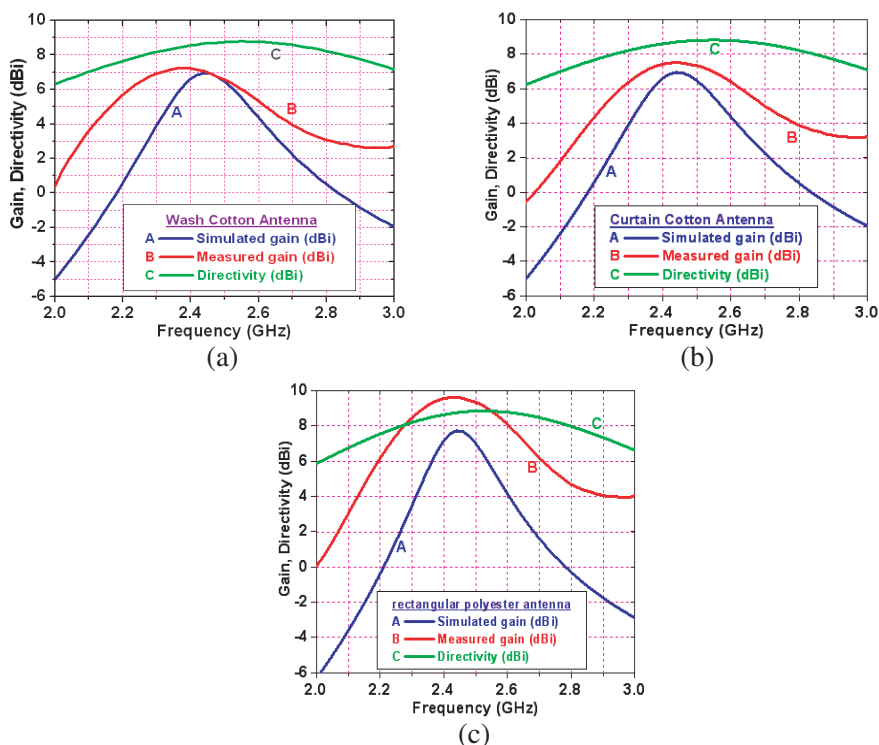 10
8
6
4
2
0
-2
-4
-6
Gain, Directivity (dBi)
C
A
B
Wash Cotton Antenna
A Simulated gain (dBi)
B Measured gain (dBi)
C Directivity (dBi)
2.0 2.2 2.4 2.6 2.8 3.0
Frequency (GHz)
(a)
10
8
6
4
2
0
-2
-4
-6
Gain, Directivity (dBi)
C
B
A
Curtain Cotton Antenna
A Simulated gain (dBi)
B Measured gain (dBi)
C Directivity (dBi)
2.0 2.2 2.4 2.6 2.8 3.0
Frequency (GHz)
(b)
10
8
6
4
2
0
-2
-4
-6
Gain, Directivity (dBi)
C
B
A
rectangular polyester antenna
A Simulated gain (dBi)
B Measured gain (dBi)
C Directivity (dBi)
2.0 2.2 2.4 2.6 2.8 3.0
Frequency (GHz)
(c)